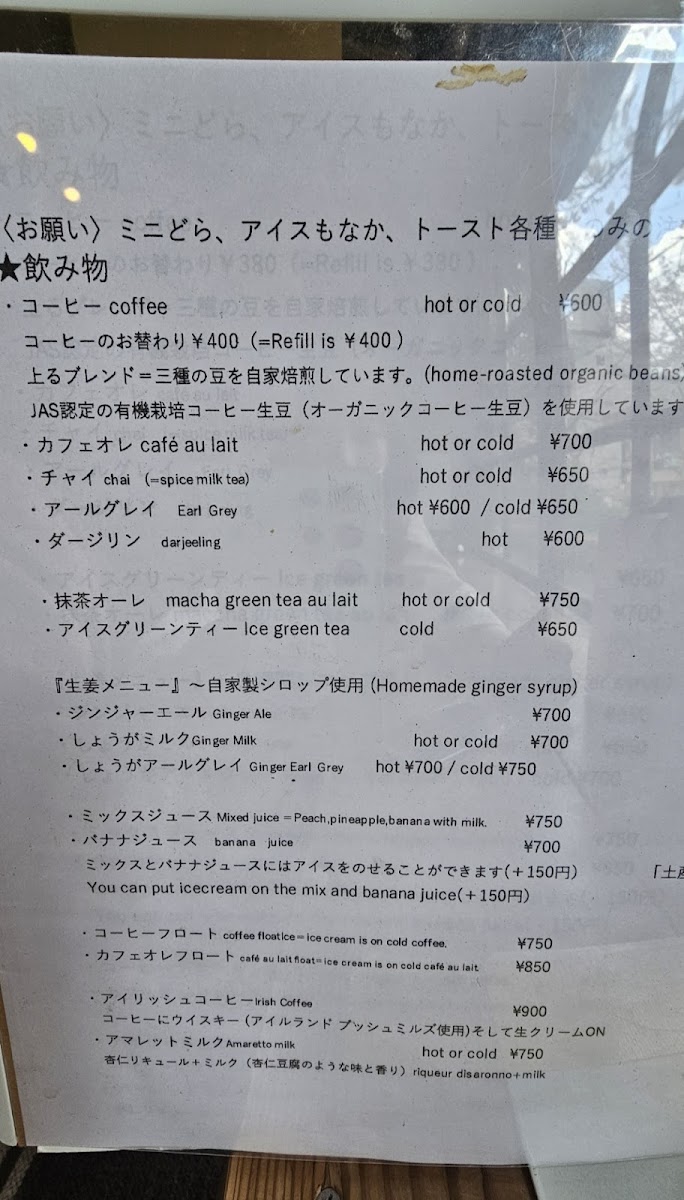 〈お願い〉ミニどら、アイスもなか、トースト各種 みの
★飲み物
・コーヒー coffee hot or cold ¥600
コーヒーのお替わり￥400（=Refill is ￥400）
上るブレンド＝三種の豆を自家焙煎しています。(home-roasted organic beans)
JAS認定の有機栽培コーヒー生豆（オーガニックコーヒー生豆）を使用しています
・カフェオレ café au lait hot or cold ¥700
・チャイ chai （=spice milk tea) hot or cold ¥650
・アールグレイ Earl Grey hot ¥600 / cold ¥650
・ダージリン darjeeling hot ¥600
・抹茶オーレ macha green tea au lait hot or cold ¥750
・アイスグリーンティー Ice green tea cold ¥650
『生姜メニュー』～自家製シロップ使用 (Homemade ginger syrup)
・ジンジャーエール Ginger Ale ¥700
・しょうがミルク Ginger Milk hot or cold ¥700
・しょうがアールグレイ Ginger Earl Grey hot ¥700 / cold ¥750
・ミックスジュース Mixed juice =Peach,pineapple,banana with milk. ¥750
・バナナジュース banana juice ¥700
ミックスとバナナジュースにはアイスをのせることができます(＋150円) 「土産
You can put icecream on the mix and banana juice(＋150円)
・コーヒーフロート coffee floatice=ice cream is on cold coffee. ¥750
・カフェオレフロート café au lait float=ice cream is on cold café au lait ¥850
・アイリッシュコーヒー Irish Coffee ¥900
コーヒーにウイスキー（アイルランド ブッシュミルズ使用)そして生クリームON
・アマレットミルク Amaretto milk hot or cold ¥750
杏仁リキュール＋ミルク（杏仁豆腐のような味と香り）riqueur disaronno+milk